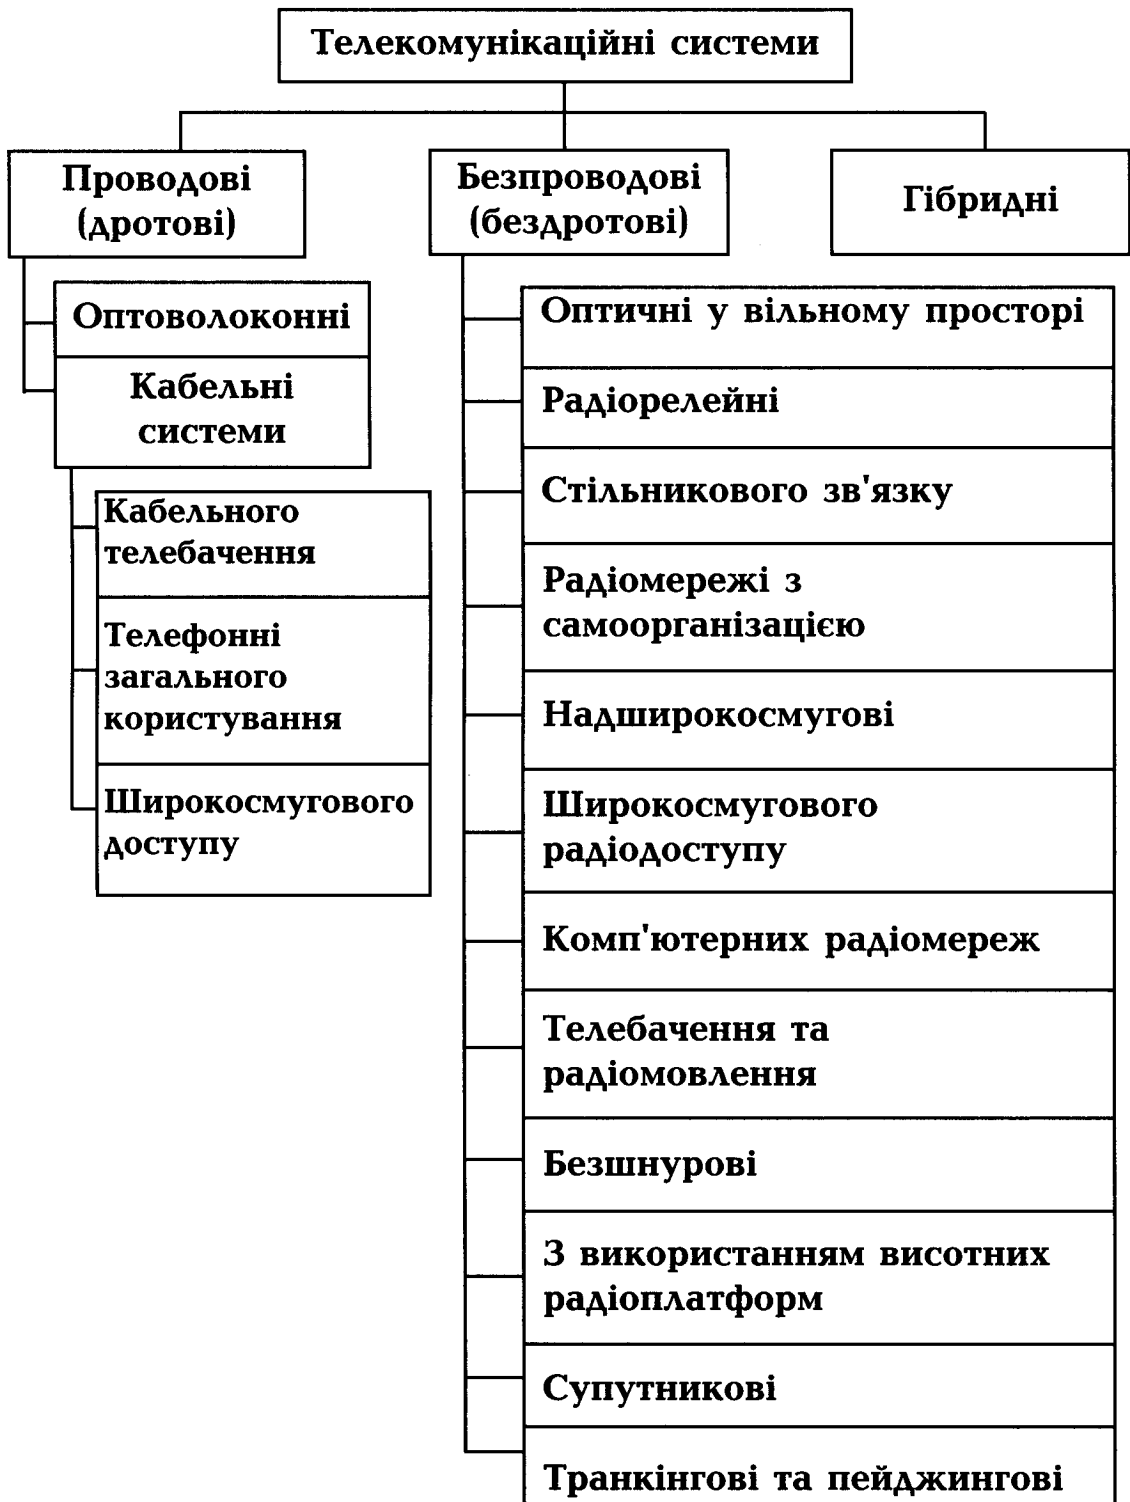 Телекомунікаційні системи
Проводові
(дротові)
Безпроводові
(бездротові)
Гібридні
Оптоволоконні
Кабельні
системи
Кабельного
телебачення
Телефонні
загального
користування
Широкосмугового
доступу
Оптичні у вільному просторі
Радіорелейні
Стільникового зв'язку
Радіомережі з
самоорганізацією
Надширокосмугові
Широкосмугового
радіодоступу
Комп'ютерних радіомереж
Телебачення та
радіомовлення
Безшнурові
З використанням висотних
радіоплатформ
Супутникові
Транкінгові та пейджингові